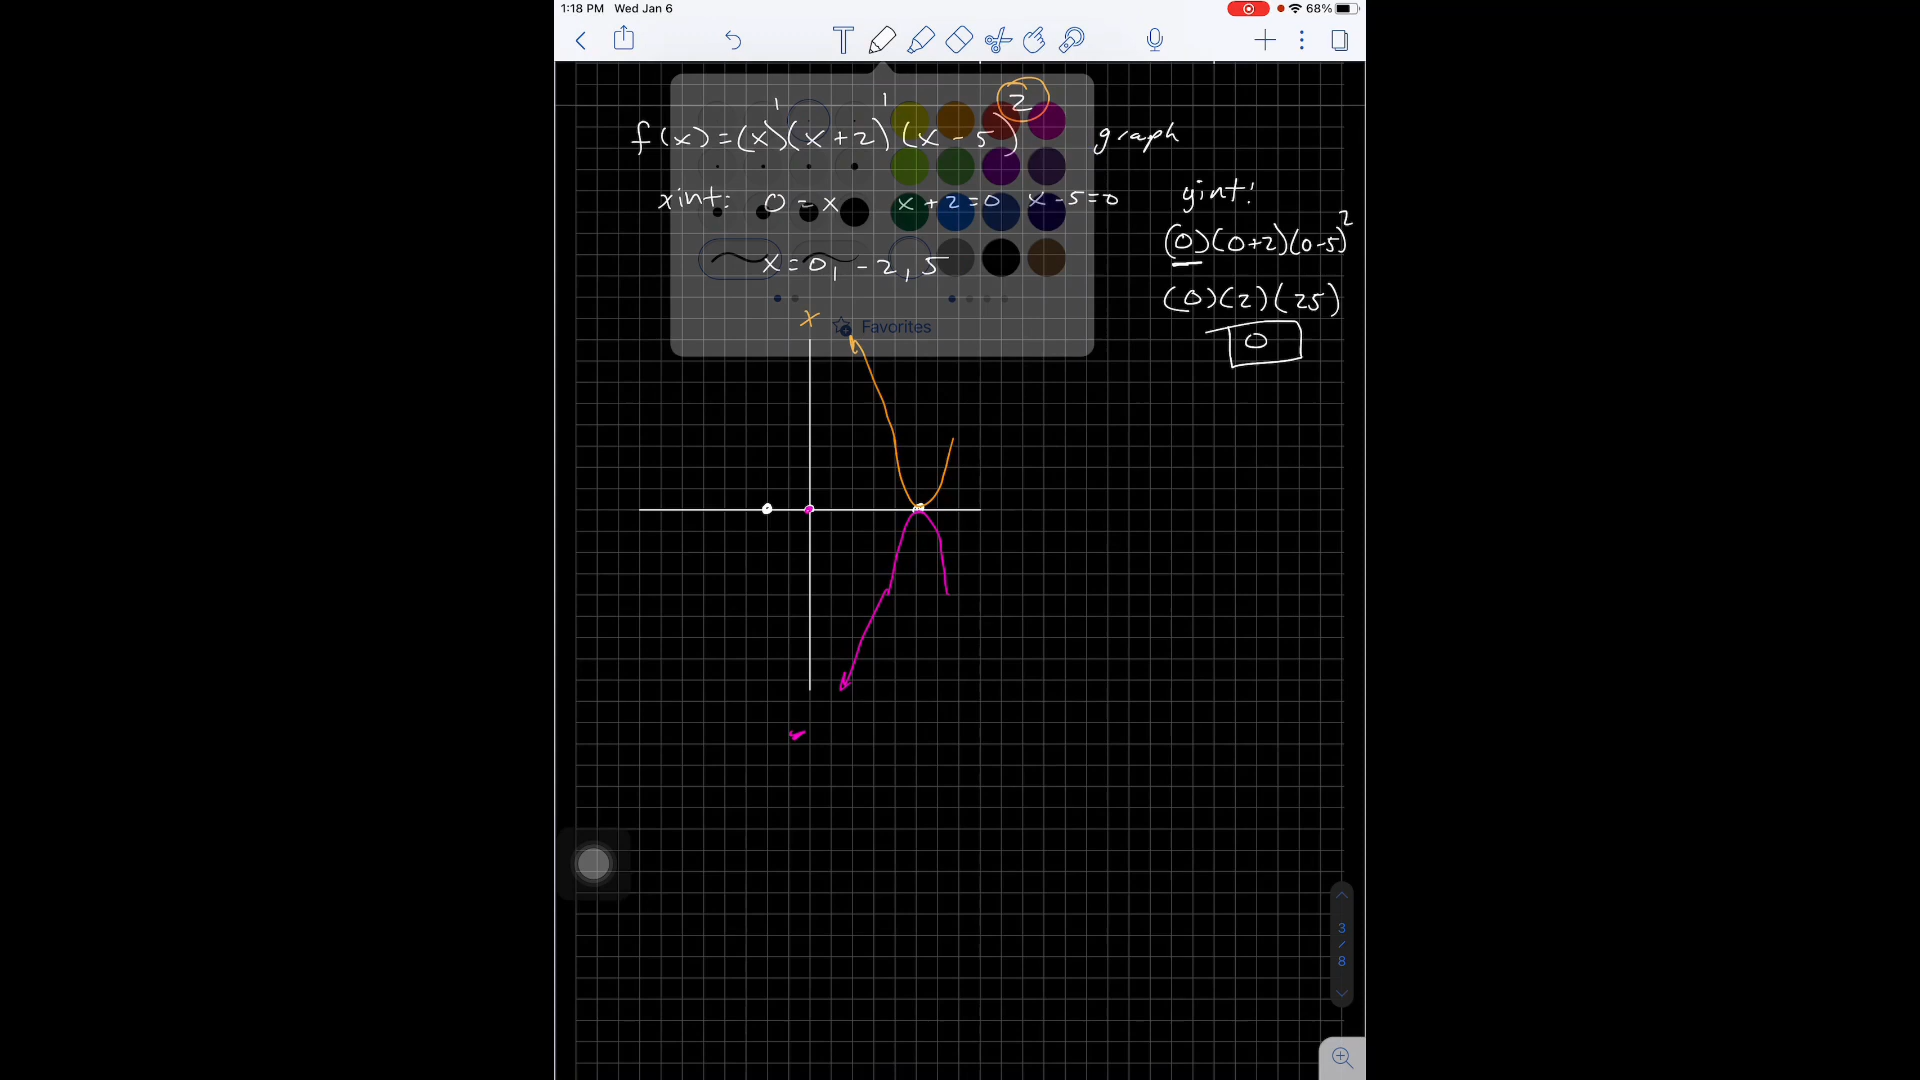 1:18 PM Wed Jan 6 68%
T
1 1 2
f(x)=(x)(x+2)(x-5) graph
xint: 0=x x+2=0 x-5=0
x=0,-2,5
yint:
(0)(0+2)(0-5)²
(0)(2)(25)
0
x
Favorites
3
/
8